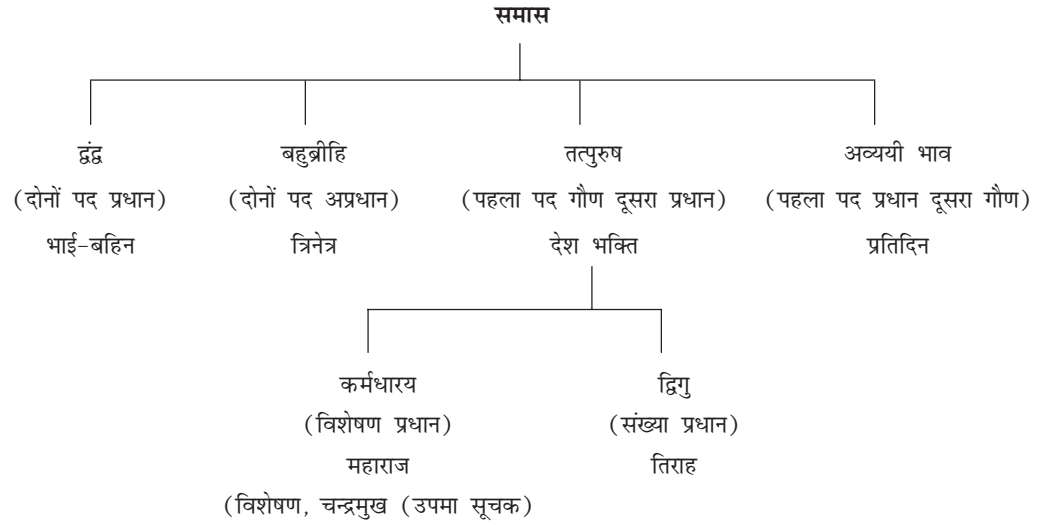 समास
द्वंद्व बहुब्रीहि तत्पुरुष अव्ययी भाव
(दोनों पद प्रधान) (दोनों पद अप्रधान) (पहला पद गौण दूसरा प्रधान) (पहला पद प्रधान दूसरा गौण)
भाई-बहिन त्रिनेत्र देश भक्ति प्रतिदिन
कर्मधारय द्विगु
(विशेषण प्रधान) (संख्या प्रधान)
महाराज तिराह
(विशेषण, चन्द्रमुख (उपमा सूचक)